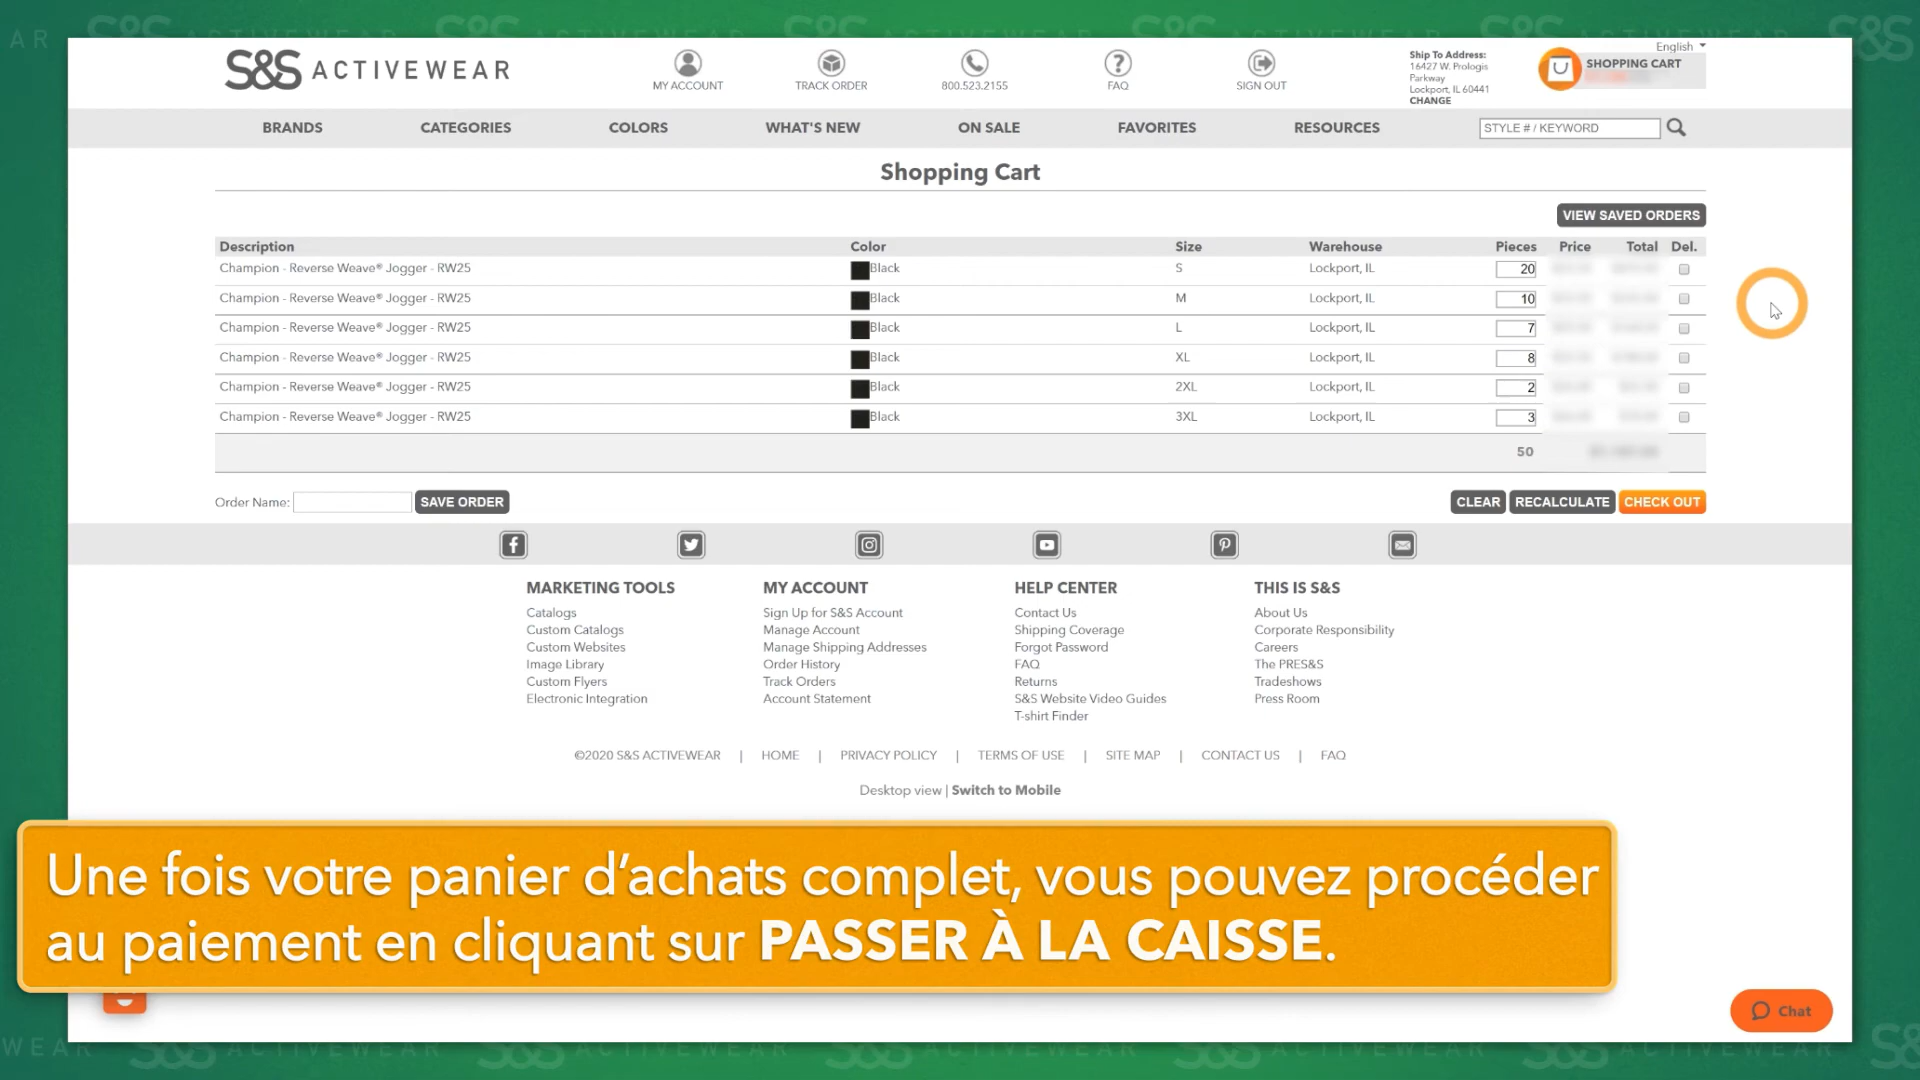 S&S ACTIVEWEAR
MY ACCOUNT
TRACK ORDER
800.523.2155
FAQ
SIGN OUT
Ship To Address:
16427 W. Prologis
Parkway
Lockport, IL 60441
CHANGE
English
SHOPPING CART
BRANDS CATEGORIES COLORS WHAT'S NEW ON SALE FAVORITES RESOURCES STYLE # / KEYWORD
Shopping Cart
VIEW SAVED ORDERS
Description Color Size Warehouse Pieces Price Total Del.
Champion - Reverse Weave® Jogger - RW25 Black S Lockport, IL 20
Champion - Reverse Weave® Jogger - RW25 Black M Lockport, IL 10
Champion - Reverse Weave® Jogger - RW25 Black L Lockport, IL 7
Champion - Reverse Weave® Jogger - RW25 Black XL Lockport, IL 8
Champion - Reverse Weave® Jogger - RW25 Black 2XL Lockport, IL 2
Champion - Reverse Weave® Jogger - RW25 Black 3XL Lockport, IL 3
50
Order Name: SAVE ORDER CLEAR RECALCULATE CHECK OUT
MARKETING TOOLS
Catalogs
Custom Catalogs
Custom Websites
Image Library
Custom Flyers
Electronic Integration
MY ACCOUNT
Sign Up for S&S Account
Manage Account
Manage Shipping Addresses
Order History
Track Orders
Account Statement
HELP CENTER
Contact Us
Shipping Coverage
Forgot Password
FAQ
Returns
S&S Website Video Guides
T-shirt Finder
THIS IS S&S
About Us
Corporate Responsibility
Careers
The PRES&S
Tradeshows
Press Room
©2020 S&S ACTIVEWEAR | HOME | PRIVACY POLICY | TERMS OF USE | SITE MAP | CONTACT US | FAQ
Desktop view | Switch to Mobile
Une fois votre panier d'achats complet, vous pouvez procéder
au paiement en cliquant sur PASSER À LA CAISSE.
Chat